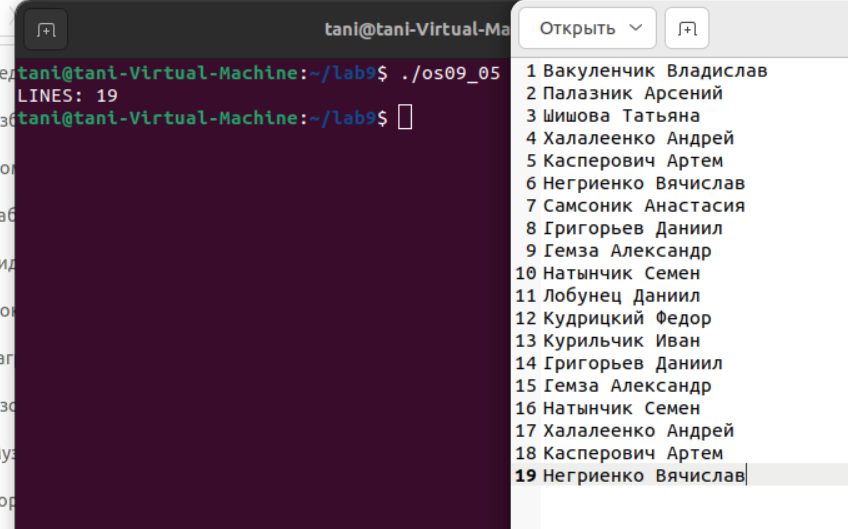 tani@tani-Virtual-Ma
tani@tani-Virtual-Machine:~/lab9$ ./os09_05
LINES: 19
tani@tani-Virtual-Machine:~/lab9$
Открыть
1 Вакуленчик Владислав
2 Палазник Арсений
3 Шишова Татьяна
4 Халалеенко Андрей
5 Касперович Артем
6 Негриенко Вячислав
7 Самсоник Анастасия
8 Григорьев Даниил
9 Гемза Александр
10 Натынчик Семен
11 Лобунец Даниил
12 Кудрицкий Федор
13 Курильчик Иван
14 Григорьев Даниил
15 Гемза Александр
16 Натынчик Семен
17 Халалеенко Андрей
18 Касперович Артем
19 Негриенко Вячислав